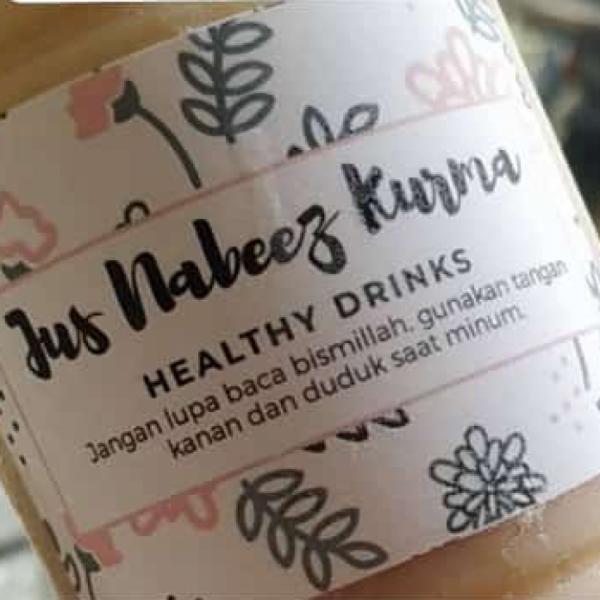 Jus Nabeez Kurma
HEALTHY DRINKS
Jangan lupa baca bismillah, gunakan tangan
kanan dan duduk saat minum.